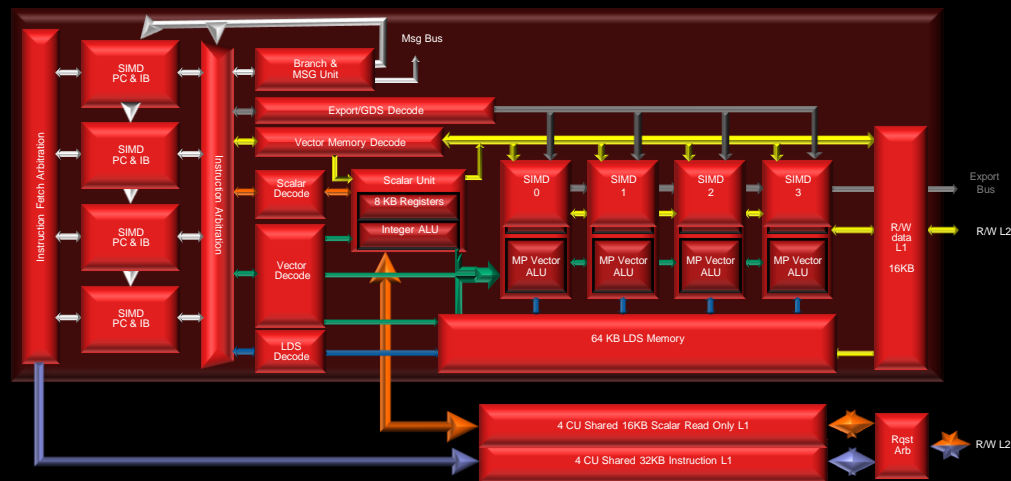 Msg Bus
Branch &
MSG Unit
SIMD
PC & IB
Export/GDS Decode
Vector Memory Decode
SIMD
PC & IB
Instruction Fetch Arbitration
Instruction Arbitration
Scalar
Decode
Scalar Unit
8 KB Registers
Integer ALU
SIMD
0
SIMD
1
SIMD
2
SIMD
3
Export
Bus
R/W
data
L1
16KB
R/W L2
SIMD
PC & IB
Vector
Decode
MP Vector
ALU
MP Vector
ALU
MP Vector
ALU
MP Vector
ALU
SIMD
PC & IB
LDS
Decode
64 KB LDS Memory
4 CU Shared 16KB Scalar Read Only L1
Rqst
Arb
R/W L2
4 CU Shared 32KB Instruction L1